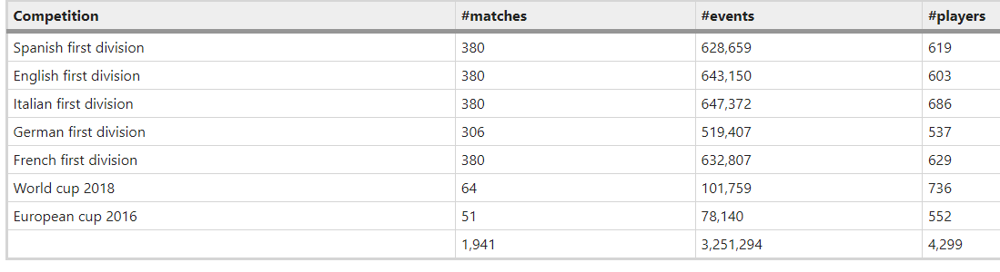 Competition #matches #events #players
Spanish first division 380 628,659 619
English first division 380 643,150 603
Italian first division 380 647,372 686
German first division 306 519,407 537
French first division 380 632,807 629
World cup 2018 64 101,759 736
European cup 2016 51 78,140 552
1,941 3,251,294 4,299